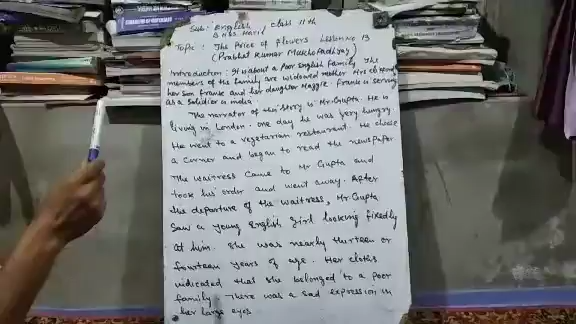 Sub: English, Class 11th
Topic: The Price of Flowers Lesson No 13
(Prabhat Kumar Mukhopadhyay)
Introduction: It is about a Poor English family The
members of the family are widowed mother Mrs
her son Franke and her daughter Maggie. Frank is serving
as a Soldier in India
The narrator of this story is Mr. Gupta. He is
living in London. One day he was very hungry
He went to a vegetarian restaurant. He chose
a corner and began to read the newspaper
The waitress came to Mr Gupta and
took his order and went away. After
the departure of the waitress, Mr. Gupta
saw a young English girl looking fixedly
at him. She was nearly thirteen or
fourteen years of age. Her cloths
indicated that she belonged to a poor
family. There was a sad expression in
her large eyes